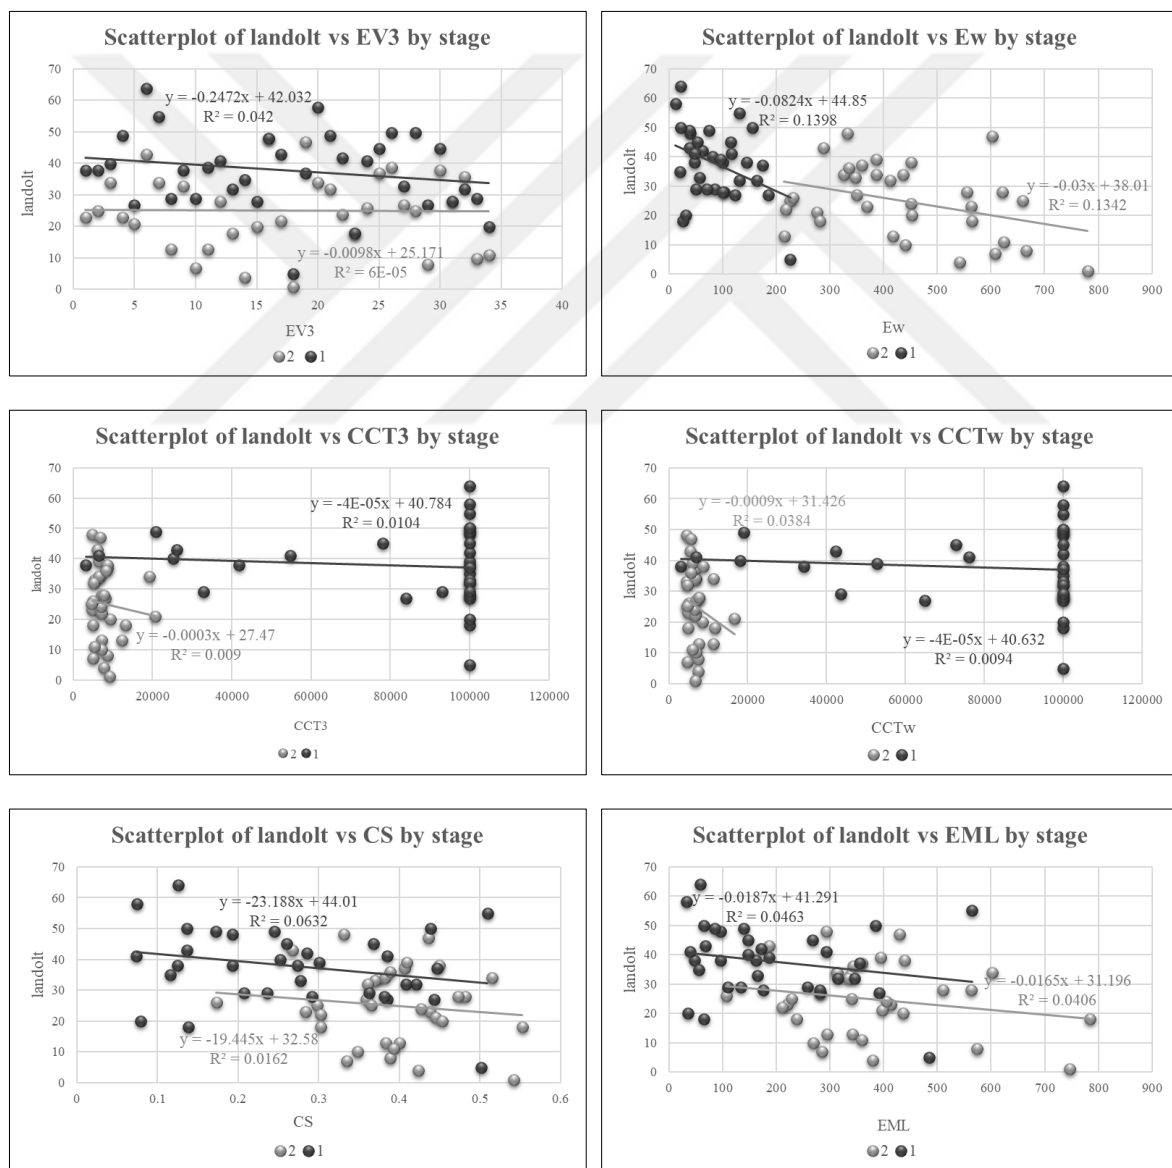 Scatterplot of landolt vs EV3 by stage
70
60
50
40
30
20
10
0
landolt
y = -0.2472x + 42.032
R² = 0.042
y = -0.0098x + 25.171
R² = 6E-05
0 5 10 15 20 25 30 35 40
EV3
2 1
Scatterplot of landolt vs Ew by stage
70
60
50
40
30
20
10
0
landolt
y = -0.0824x + 44.85
R² = 0.1398
y = -0.03x + 38.01
R² = 0.1342
0 100 200 300 400 500 600 700 800 900
Ew
2 1
Scatterplot of landolt vs CCT3 by stage
70
60
50
40
30
20
10
0
landolt
y = -4E-05x + 40.784
R² = 0.0104
y = -0.0003x + 27.47
R² = 0.009
0 20000 40000 60000 80000 100000 120000
CCT3
2 1
Scatterplot of landolt vs CCTw by stage
70
60
50
40
30
20
10
0
landolt
y = -0.0009x + 31.426
R² = 0.0384
y = -4E-05x + 40.632
R² = 0.0094
0 20000 40000 60000 80000 100000 120000
CCTw
2 1
Scatterplot of landolt vs CS by stage
70
60
50
40
30
20
10
0
landolt
y = -23.188x + 44.01
R² = 0.0632
y = -19.445x + 32.58
R² = 0.0162
0 0.1 0.2 0.3 0.4 0.5 0.6
CS
2 1
Scatterplot of landolt vs EML by stage
70
60
50
40
30
20
10
0
landolt
y = -0.0187x + 41.291
R² = 0.0463
y = -0.0165x + 31.196
R² = 0.0406
0 100 200 300 400 500 600 700 800 900
EML
2 1